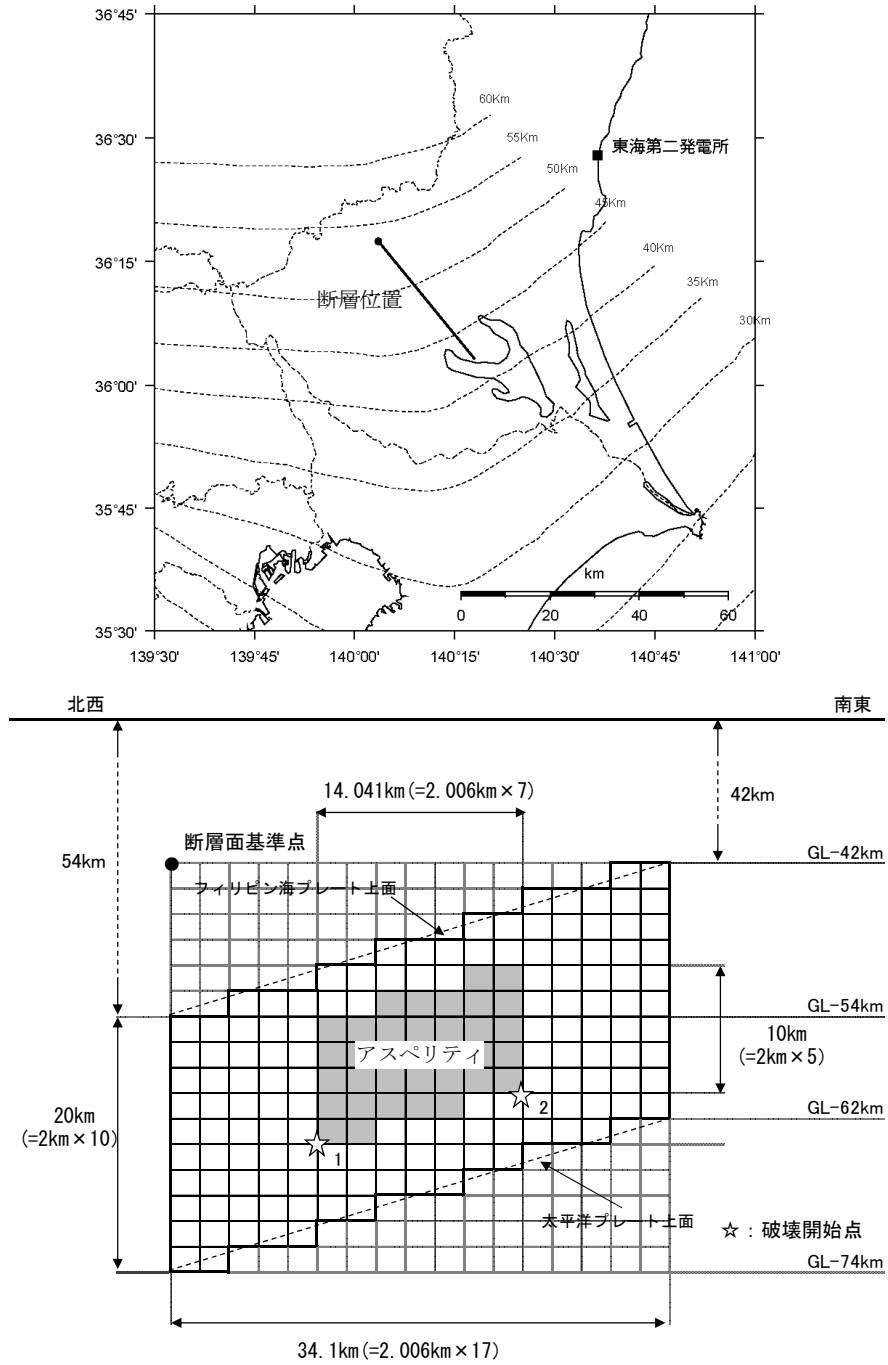 36°45'
60Km
55Km
36°30'
東海第二発電所
50Km
45Km
40Km
36°15'
35Km
断層位置
30Km
36°00'
35°45'
km
0 20 40 60
35°30'
139°30' 139°45' 140°00' 140°15' 140°30' 140°45' 141°00'
北西
南東
14.041km(=2.006km×7)
42km
断層面基準点
54km
GL-42km
フィリピン海プレート上面
GL-54km
10km
(=2km×5)
アスペリティ
20km
(=2km×10)
2
GL-62km
1
太平洋プレート上面
☆：破壊開始点
GL-74km
34.1km(=2.006km×17)